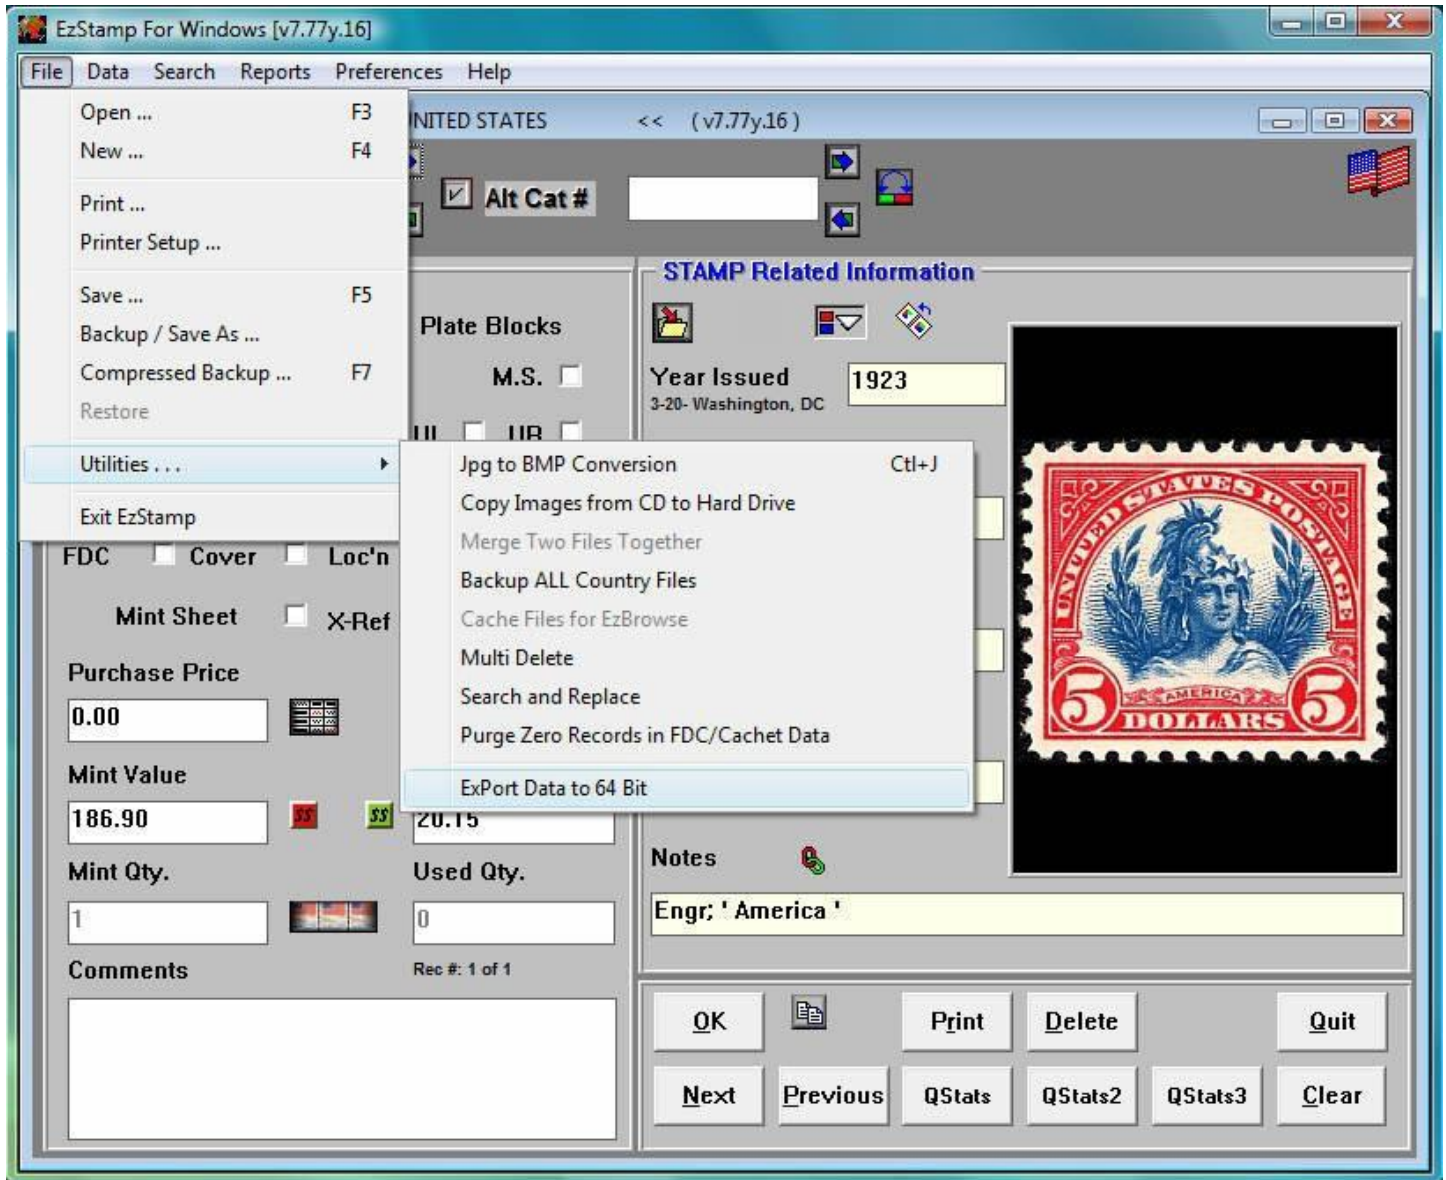 EzStamp For Windows [v7.77y.16]
File Data Search Reports Preferences Help
NITED STATES << ( v7.77y.16 )
Open ... F3
New ... F4
Print ...
Printer Setup ...
Save ... F5
Backup / Save As ...
Compressed Backup ... F7
Restore
Utilities . . .
Exit EzStamp
Jpg to BMP Conversion Ctl+J
Copy Images from CD to Hard Drive
Merge Two Files Together
Backup ALL Country Files
Cache Files for EzBrowse
Multi Delete
Search and Replace
Purge Zero Records in FDC/Cachet Data
ExPort Data to 64 Bit
Alt Cat #
Plate Blocks
M.S.
UL UR
FDC Cover Loc'n
Mint Sheet X-Ref
Purchase Price
0.00
Mint Value
186.90 $$ $$ 20.15
Mint Qty. Used Qty.
1 0
Comments Rec #: 1 of 1
STAMP Related Information
Year Issued 1923
3-20- Washington, DC
UNITED STATES POSTAGE
AMERICA
5 DOLLARS 5
Notes
Engr; ' America '
OK Print Delete Quit
Next Previous QStats QStats2 QStats3 Clear